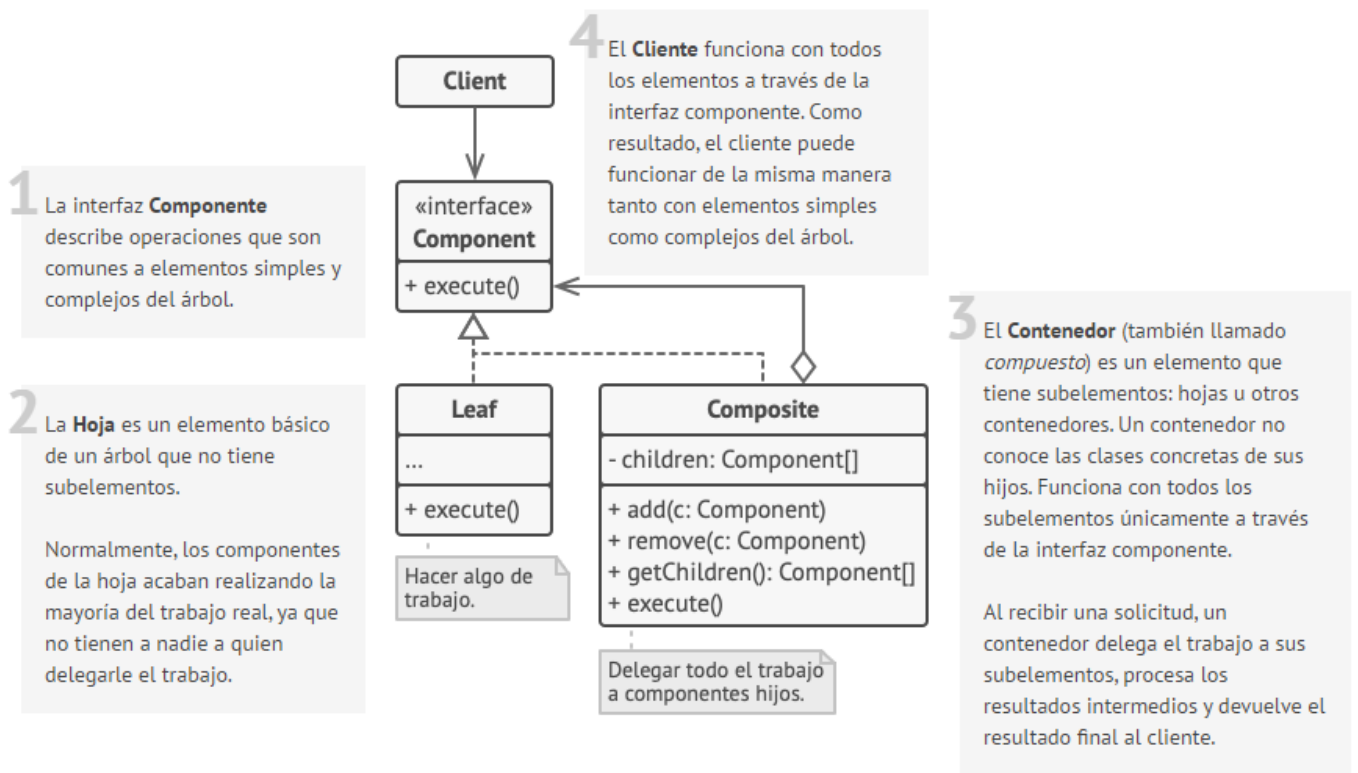 Client
«interface»
Component
+ execute()
Leaf
...
+ execute()
Hacer algo de
trabajo.
Composite
- children: Component[]
+ add(c: Component)
+ remove(c: Component)
+ getChildren(): Component[]
+ execute()
Delegar todo el trabajo
a componentes hijos.
1
La interfaz Componente
describe operaciones que son
comunes a elementos simples y
complejos del árbol.
2
La Hoja es un elemento básico
de un árbol que no tiene
subelementos.
Normalmente, los componentes
de la hoja acaban realizando la
mayoría del trabajo real, ya que
no tienen a nadie a quien
delegarle el trabajo.
3
El Contenedor (también llamado
compuesto) es un elemento que
tiene subelementos: hojas u otros
contenedores. Un contenedor no
conoce las clases concretas de sus
hijos. Funciona con todos los
subelementos únicamente a través
de la interfaz componente.
Al recibir una solicitud, un
contenedor delega el trabajo a sus
subelementos, procesa los
resultados intermedios y devuelve el
resultado final al cliente.
4
El Cliente funciona con todos
los elementos a través de la
interfaz componente. Como
resultado, el cliente puede
funcionar de la misma manera
tanto con elementos simples
como complejos del árbol.